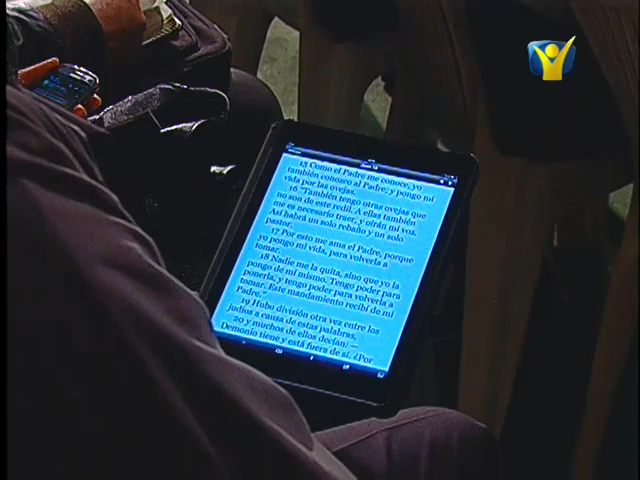 Juan 10
15 Como el Padre me conoce, yo
también conozco al Padre; y pongo mi
vida por las ovejas.
16 "También tengo otras ovejas que
no son de este redil. A ellas también
me es necesario traer, y oirán mi voz.
Así habrá un solo rebaño y un solo
pastor.
17 Por esto me ama el Padre, porque
yo pongo mi vida, para volverla a
tomar.
18 Nadie me la quita, sino que yo la
pongo de mí mismo. Tengo poder para
ponerla, y tengo poder para volverla a
tomar. Este mandamiento recibí de mi
Padre."
19 Hubo división otra vez entre los
judíos a causa de estas palabras,
20 y muchos de ellos decían: —
Demonio tiene y está fuera de sí. ¿Por